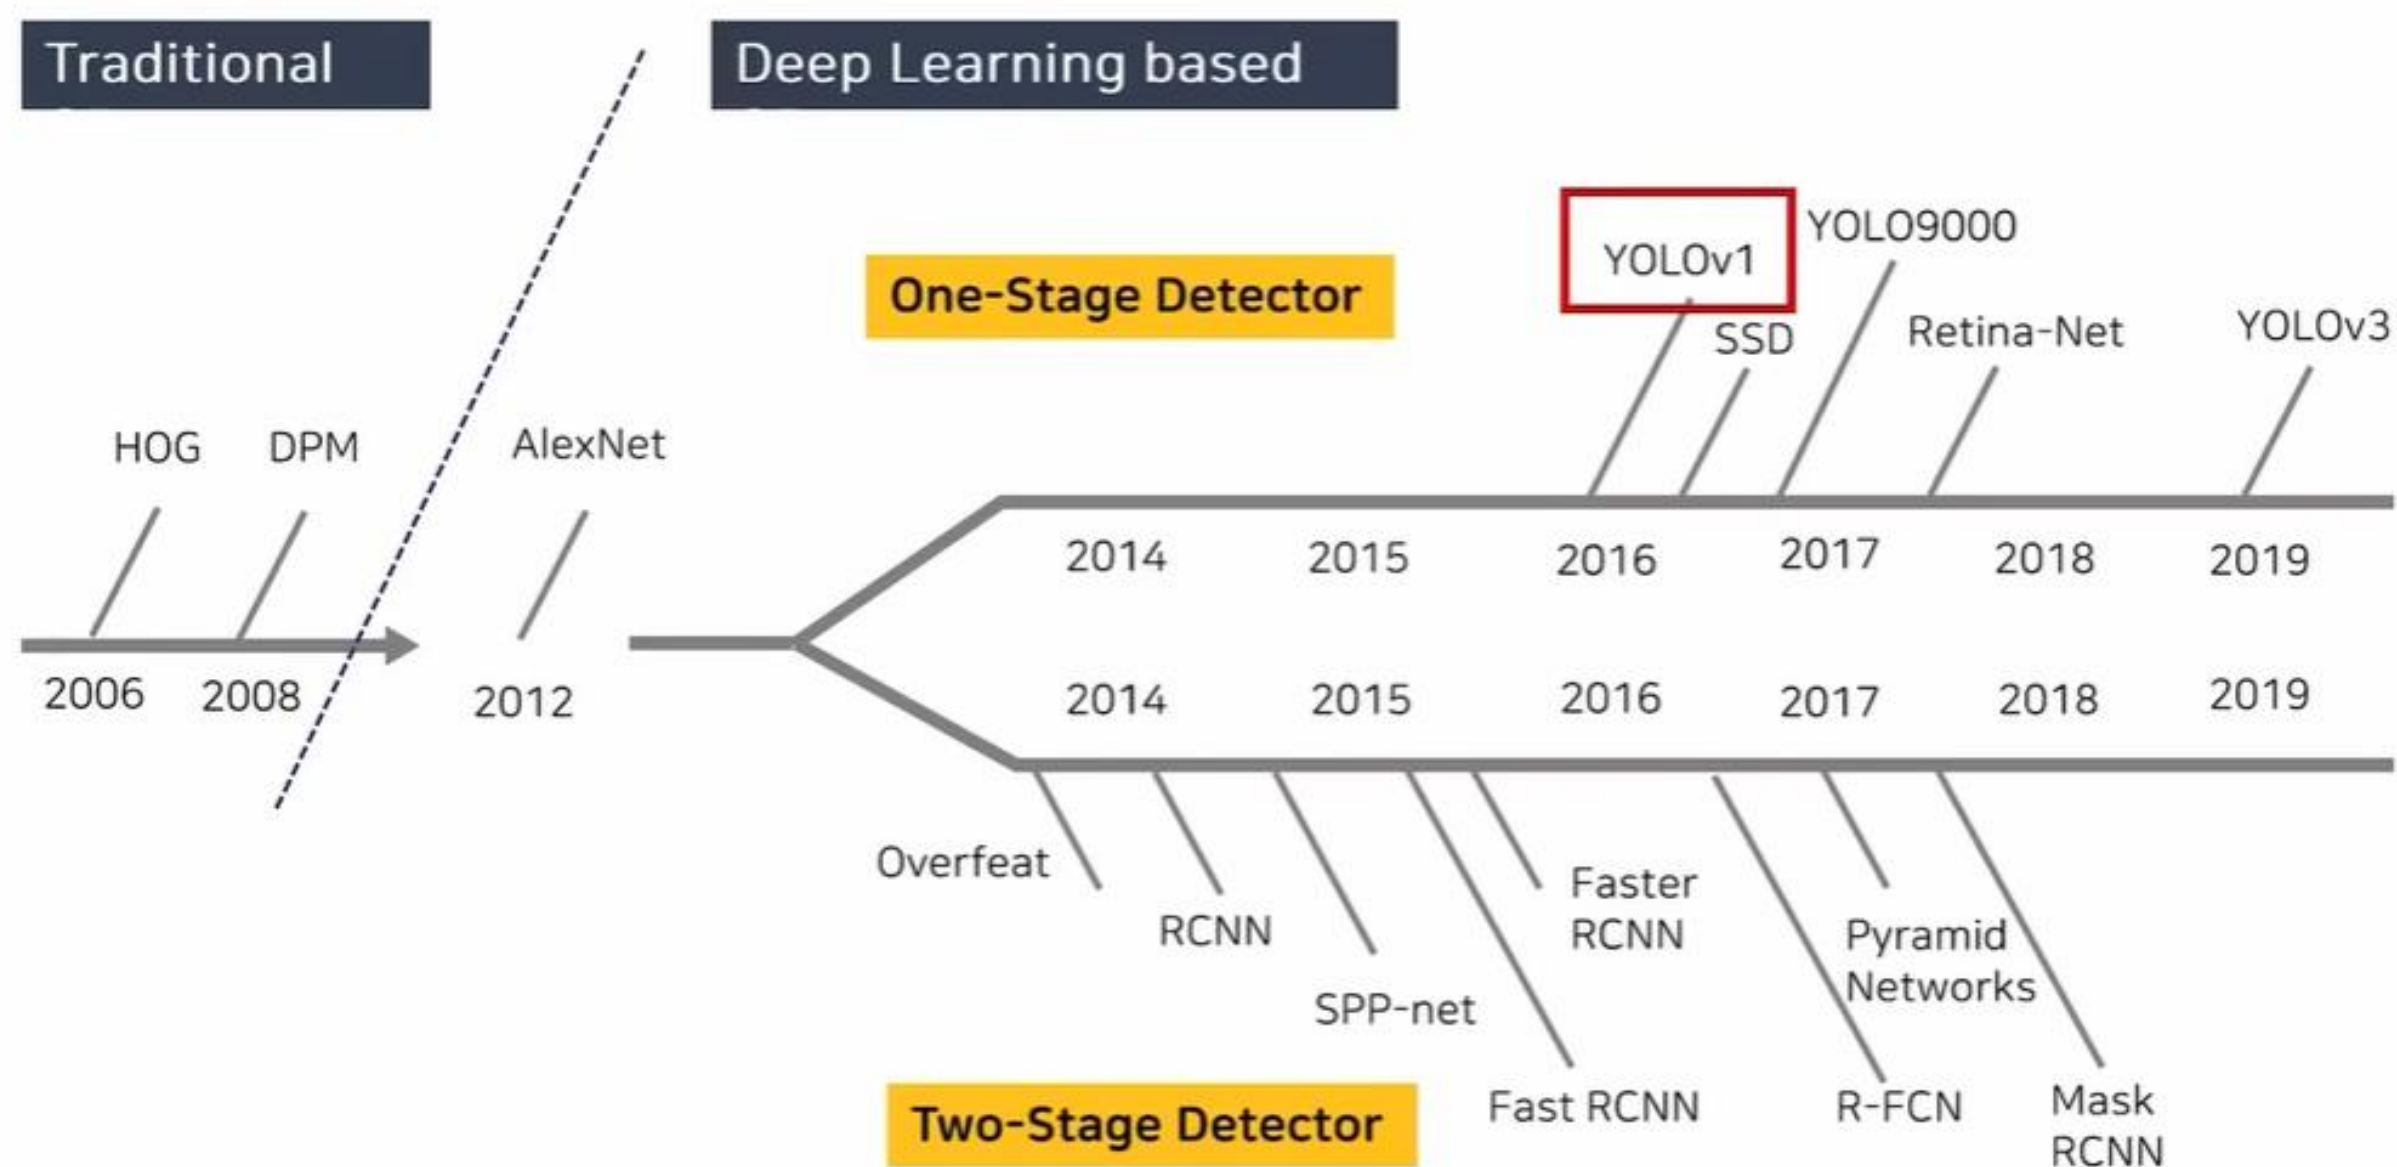 Traditional
Deep Learning based
One-Stage Detector
YOLOv1
YOLO9000
SSD
Retina-Net
YOLOv3
HOG
DPM
AlexNet
2014
2015
2016
2017
2018
2019
2006
2008
2012
2014
2015
2016
2017
2018
2019
Overfeat
RCNN
SPP-net
Fast RCNN
Faster
RCNN
R-FCN
Pyramid
Networks
Mask
RCNN
Two-Stage Detector